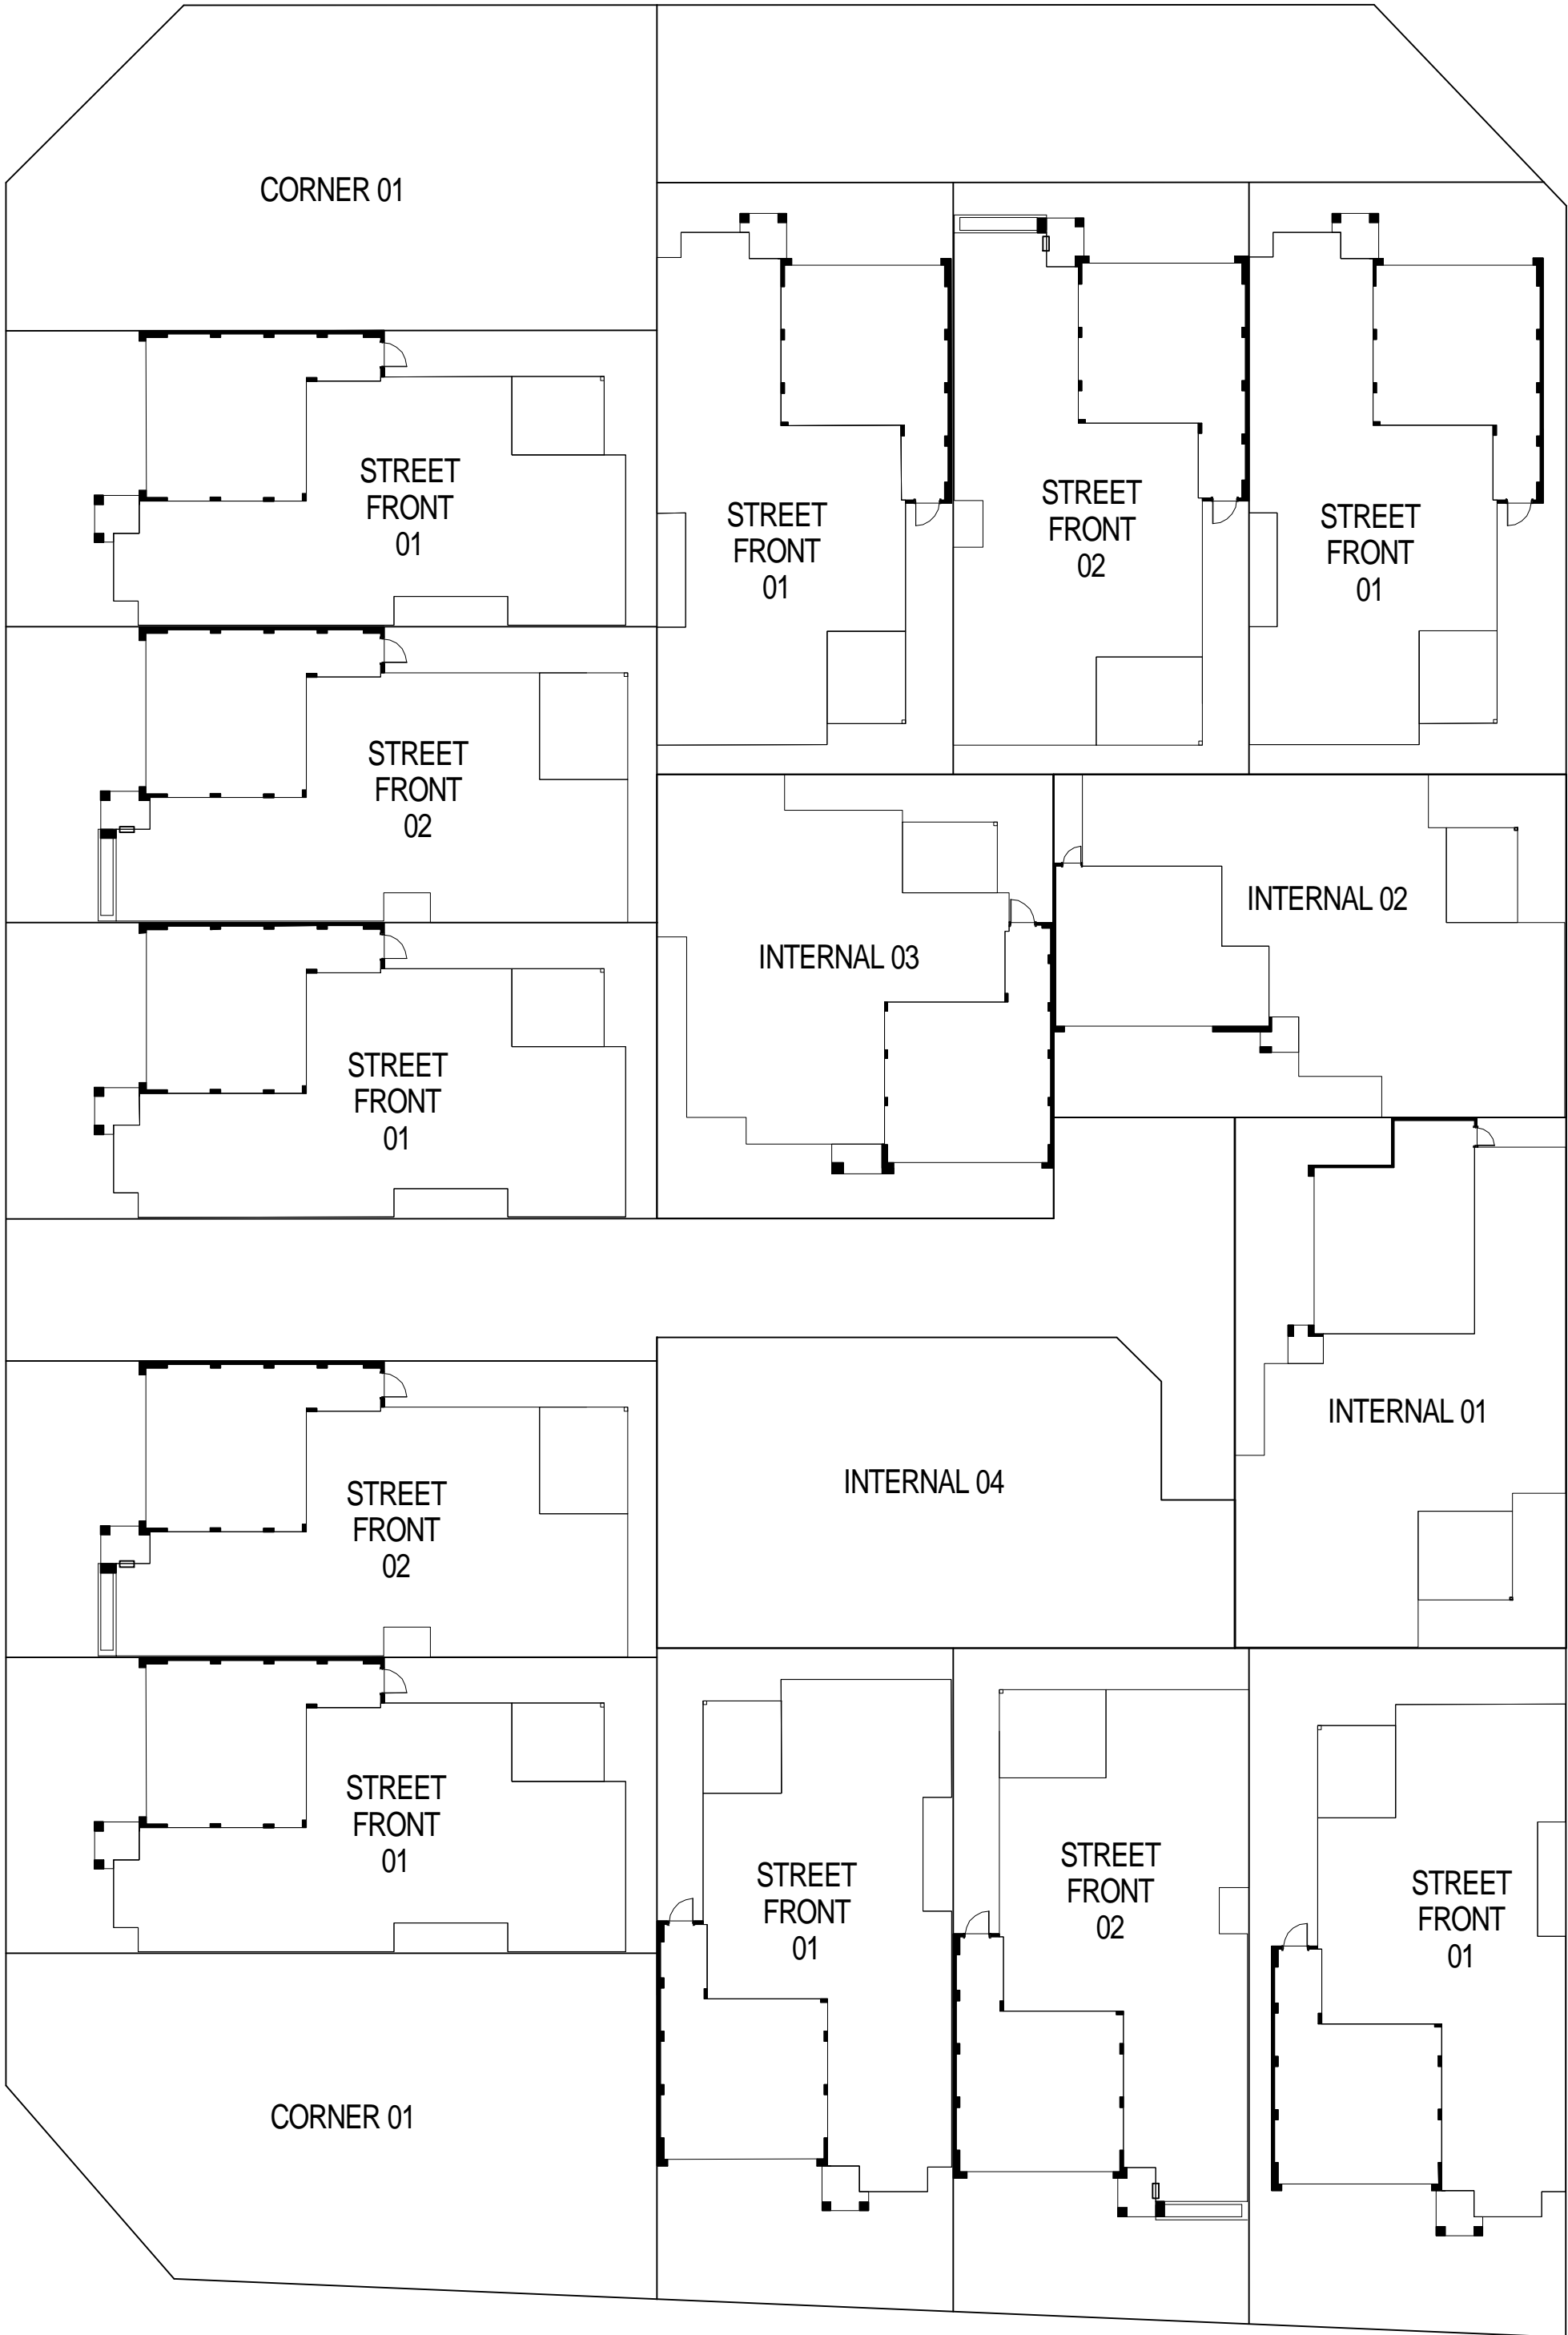 CORNER 01
STREET
FRONT
01
STREET
FRONT
01
STREET
FRONT
02
STREET
FRONT
01
STREET
FRONT
02
INTERNAL 03
INTERNAL 02
STREET
FRONT
01
INTERNAL 01
INTERNAL 04
STREET
FRONT
02
STREET
FRONT
01
STREET
FRONT
01
STREET
FRONT
02
STREET
FRONT
01
CORNER 01